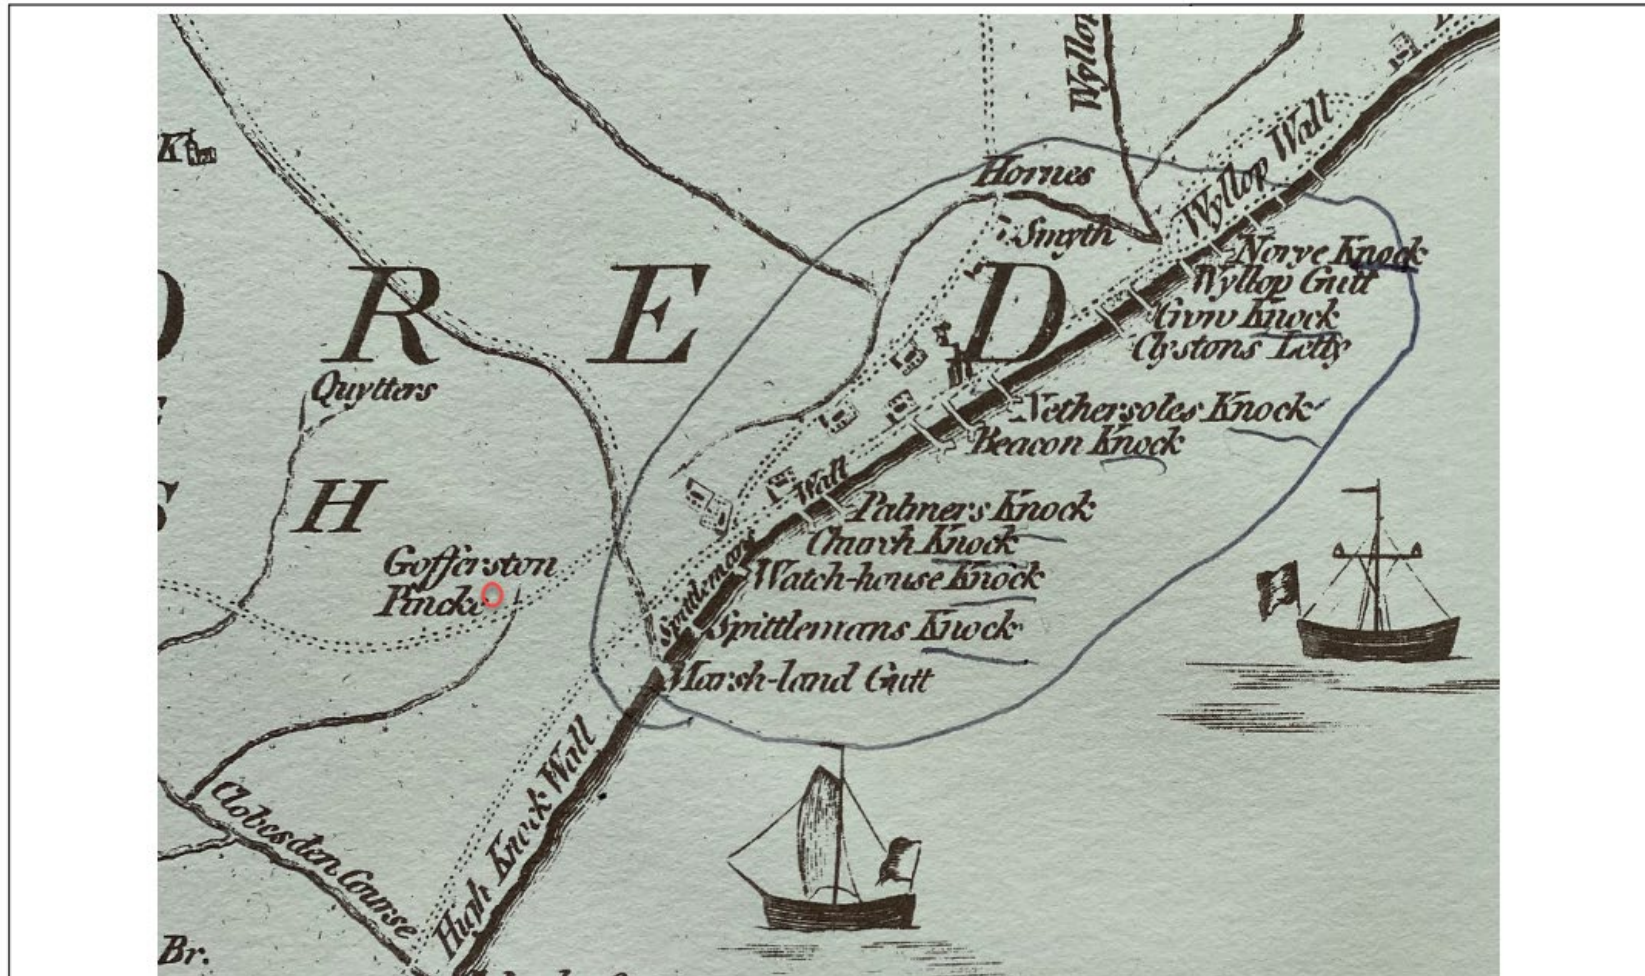 K
Wyllop
Wyllop Wall
Hornes
Smyth
R E D
Norye Knock
Wyllop Gutt
Knock
Clystons Letty
Quytters
Nethersoles Knock
Beacon Knock
H
Wall
Palmers Knock
Church Knock
Gofferston
Pincke
Watch-house Knock
Spittlemans
Spittlemans Knock
Marsh-land Gutt
High Knock Wall
Clobesden Course
Br.